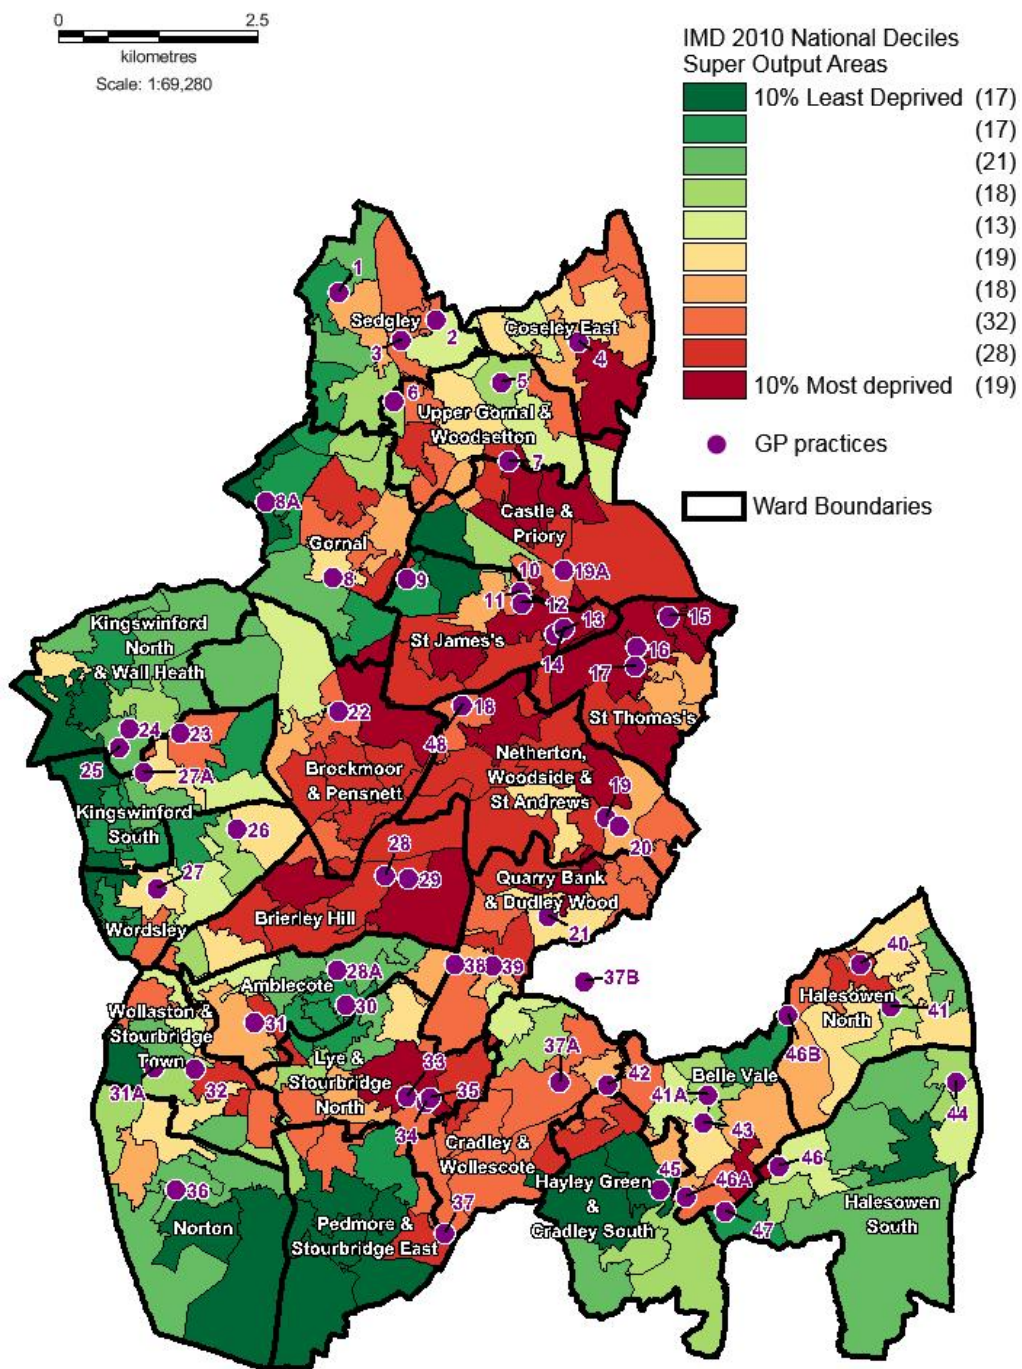 0 2.5
kilometres
Scale: 1:69,280
IMD 2010 National Deciles
Super Output Areas
10% Least Deprived (17)
(17)
(21)
(18)
(13)
(19)
(18)
(32)
(28)
10% Most deprived (19)
GP practices
Ward Boundaries
1
Sedgley
2
3
Coseley East
4
5
6
Upper Gornal &
Woodsetton
7
8A
Castle &
Priory
Gornal
8
9
10
19A
11
12
13
14
15
16
17
St James's
St Thomas's
Kingswinford
North
& Wall Heath
22
18
48
24
23
25
27A
Brockmoor
& Pensnett
Netherton,
Woodside &
St Andrews
19
20
Kingswinford
South
26
27
Wordsley
28
29
Brierley Hill
Quarry Bank
& Dudley Wood
21
28A
Amblecote
38
39
37B
40
Halesowen
North
41
30
31
Wollaston &
Stourbridge
Town
31A
32
Lye &
Stourbridge
North
33
35
34
37A
42
46B
Belle Vale
41A
43
44
Cradley &
Wollescote
45
46A
46
47
Hayley Green
&
Cradley South
Halesowen
South
36
Norton
Pedmore &
Stourbridge East
37